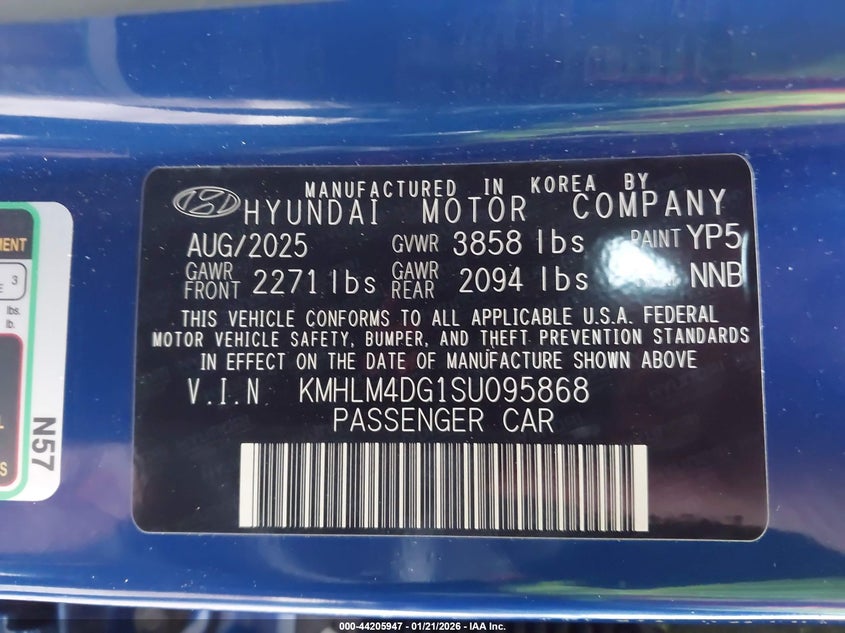 MANUFACTURED IN KOREA BY
HYUNDAI MOTOR COMPANY
AUG/2025 GVWR 3858 lbs PAINT YP5
GAWR FRONT 2271 lbs GAWR REAR 2094 lbs NNB
THIS VEHICLE CONFORMS TO ALL APPLICABLE U.S.A. FEDERAL
MOTOR VEHICLE SAFETY, BUMPER, AND THEFT PREVENTION STANDARDS
IN EFFECT ON THE DATE OF MANUFACTURE SHOWN ABOVE
V.I.N KMHLM4DG1SU095868
PASSENGER CAR
3
lbs.
lb.
N57
000-44205947 - 01/21/2026 - IAA Inc.